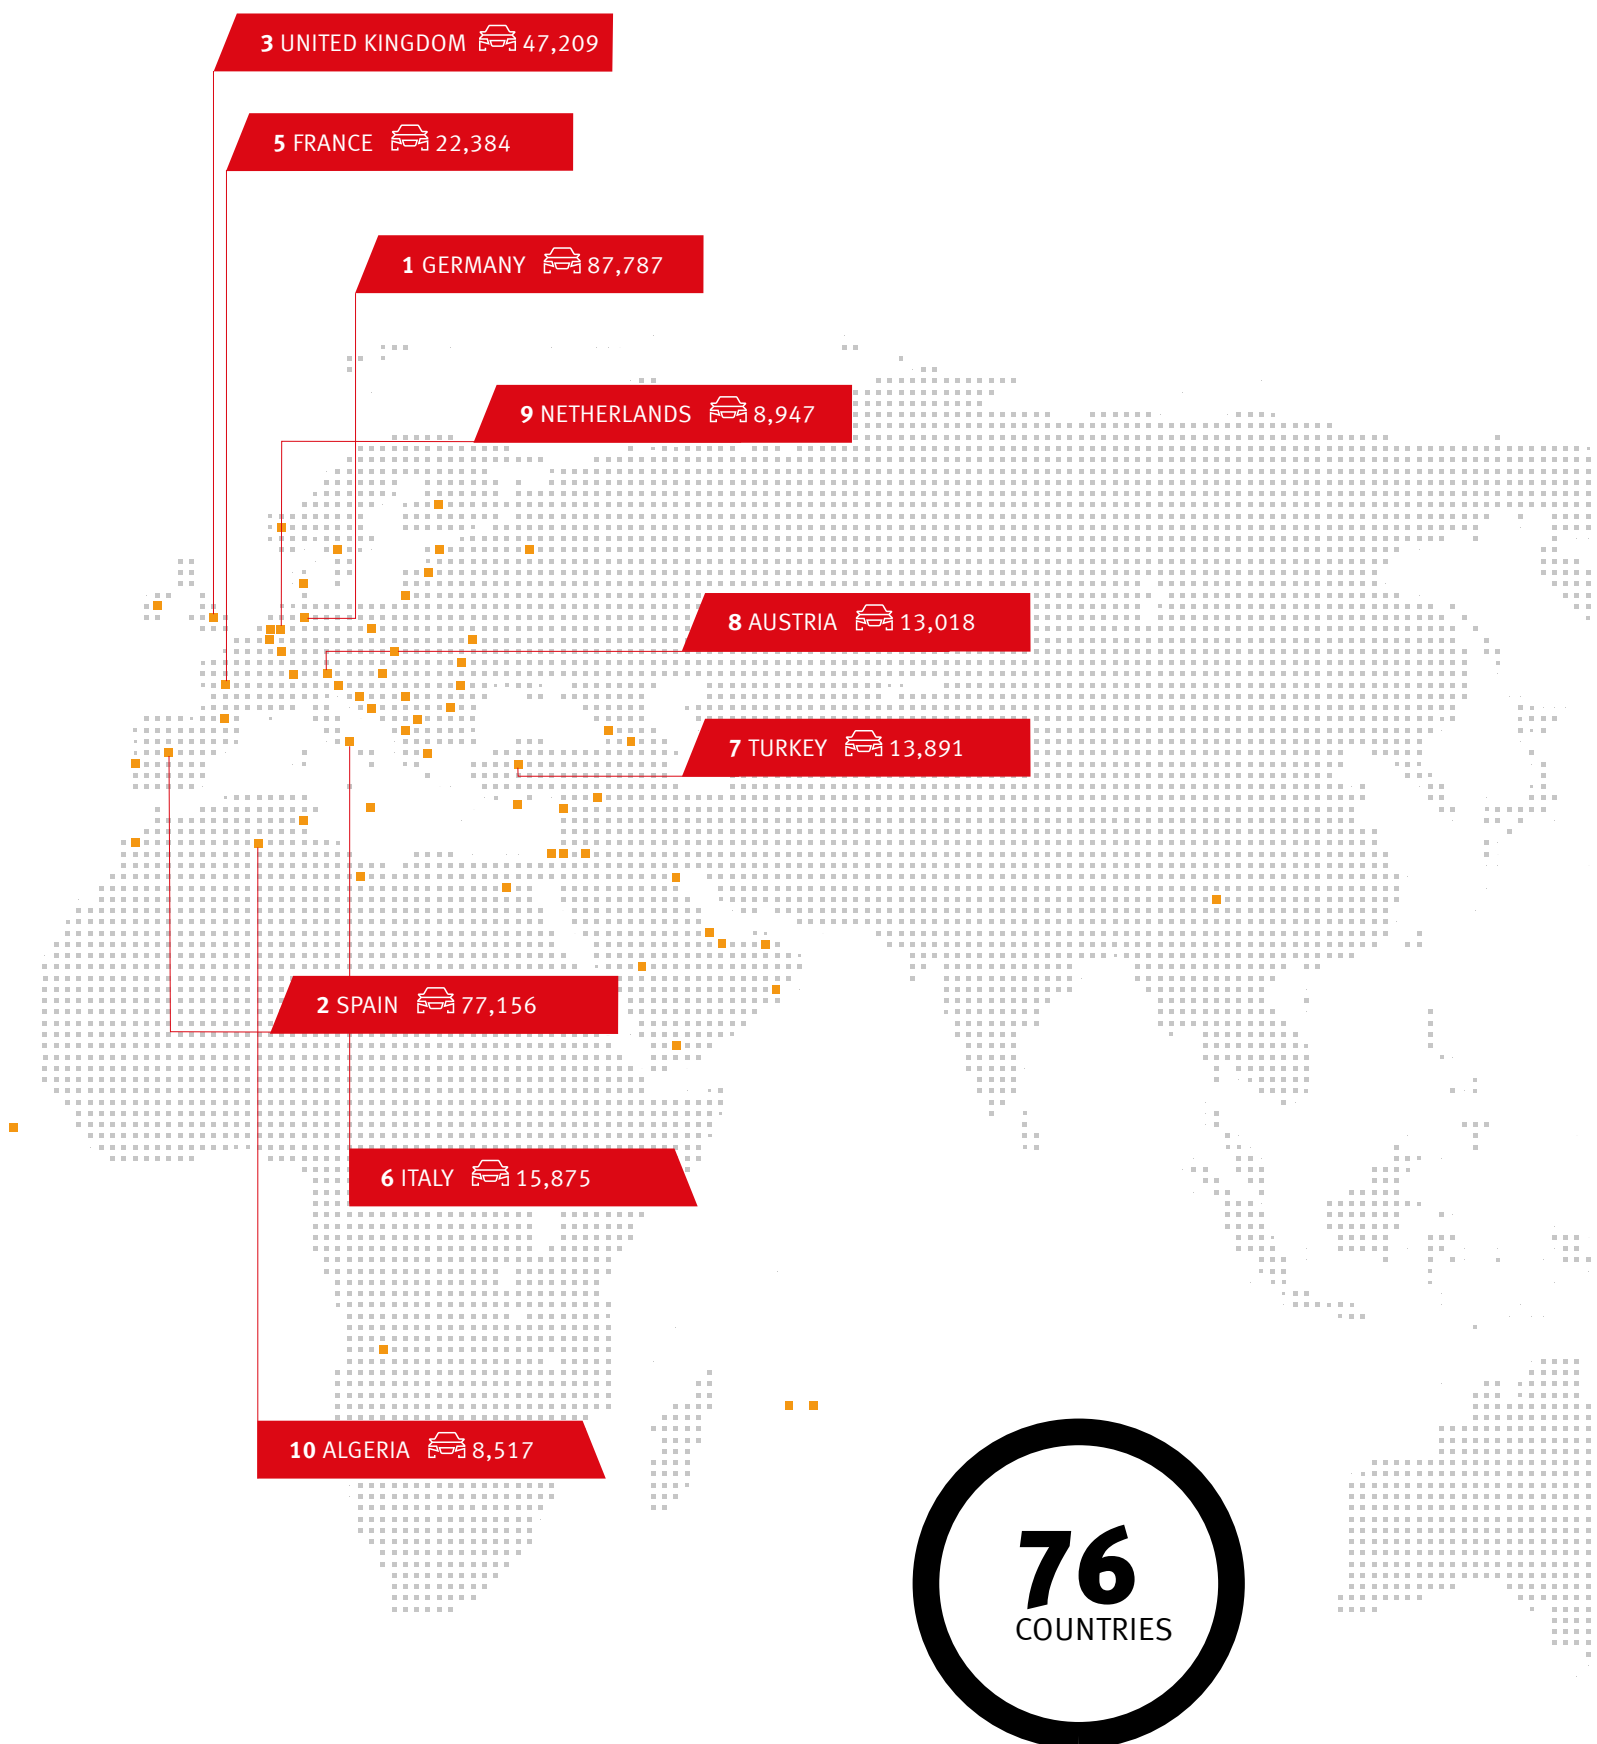 3 UNITED KINGDOM 47,209
5 FRANCE 22,384
1 GERMANY 87,787
9 NETHERLANDS 8,947
8 AUSTRIA 13,018
7 TURKEY 13,891
2 SPAIN 77,156
6 ITALY 15,875
10 ALGERIA 8,517
76
COUNTRIES